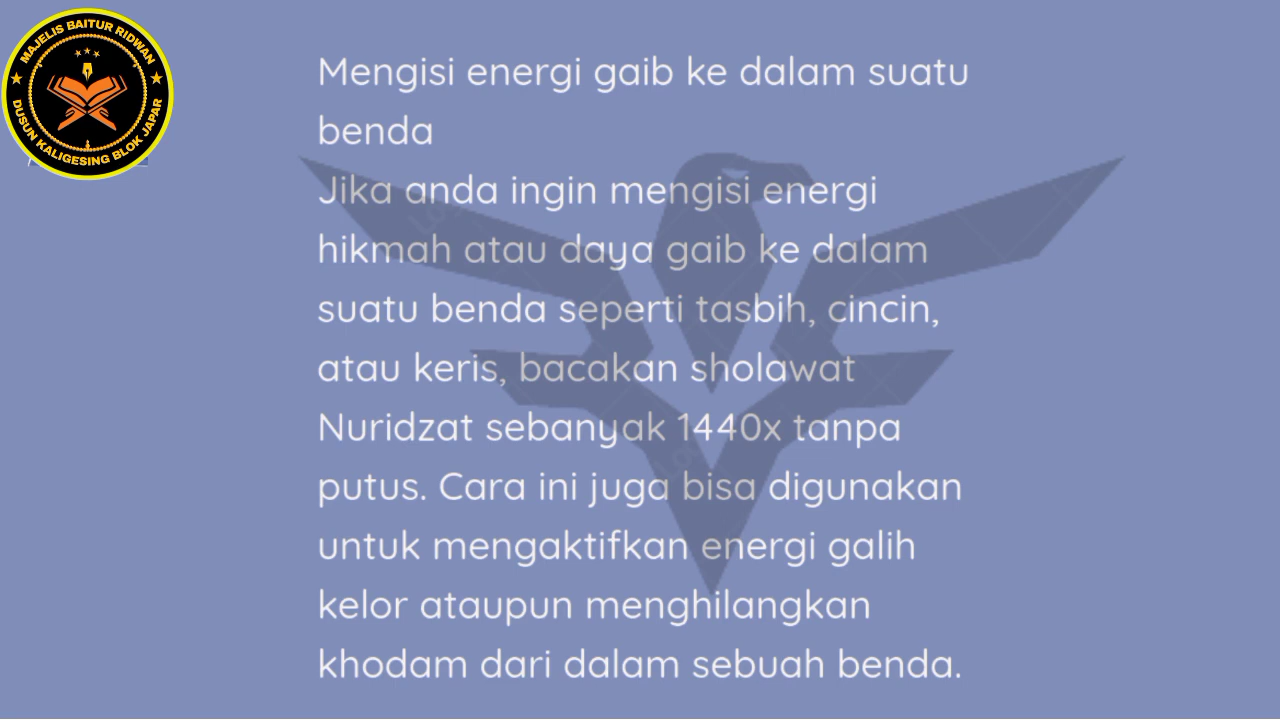 MAJELIS BAITUR RIDWAN
DUSUN KALIGESING BLOK JAPAR
Mengisi energi gaib ke dalam suatu
benda
Jika anda ingin mengisi energi
hikmah atau daya gaib ke dalam
suatu benda seperti tasbih, cincin,
atau keris, bacakan sholawat
Nuridzat sebanyak 1440x tanpa
putus. Cara ini juga bisa digunakan
untuk mengaktifkan energi galih
kelor ataupun menghilangkan
khodam dari dalam sebuah benda.